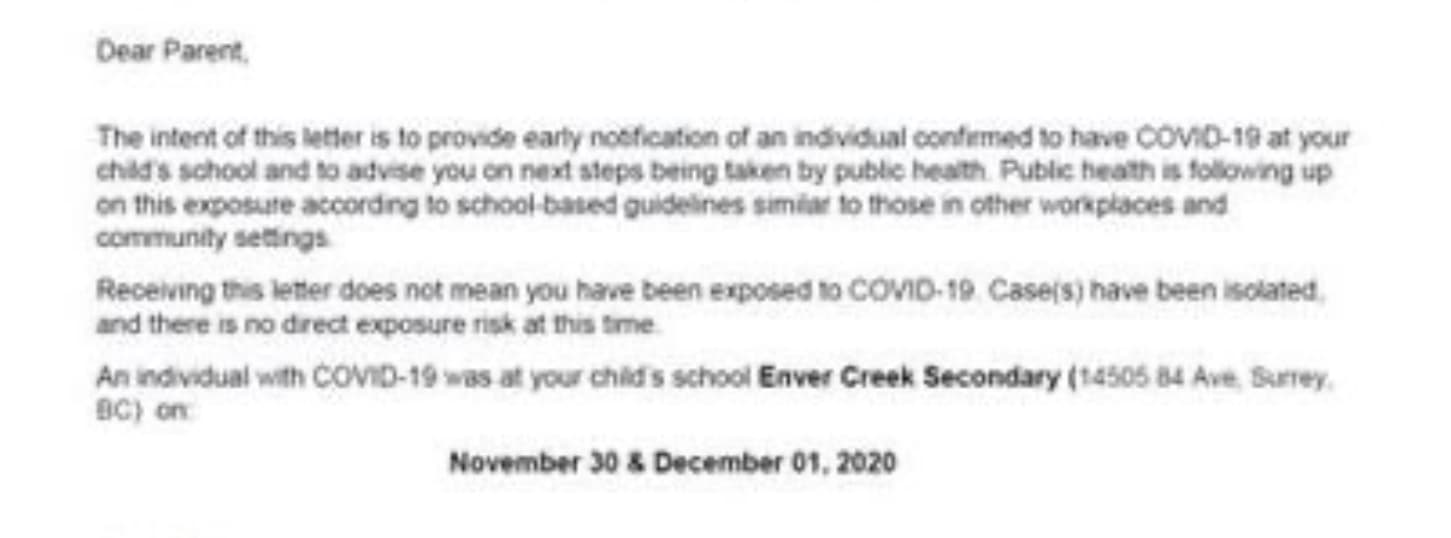 Dear Parent,
The intent of this letter is to provide early notification of an individual confirmed to have COVID-19 at your
child's school and to advise you on next steps being taken by public health. Public health is following up
on this exposure according to school-based guidelines similar to those in other workplaces and
community settings.
Receiving this letter does not mean you have been exposed to COVID-19. Case(s) have been isolated,
and there is no direct exposure risk at this time.
An individual with COVID-19 was at your child's school Enver Creek Secondary (14505 84 Ave, Surrey,
BC) on:
November 30 & December 01, 2020